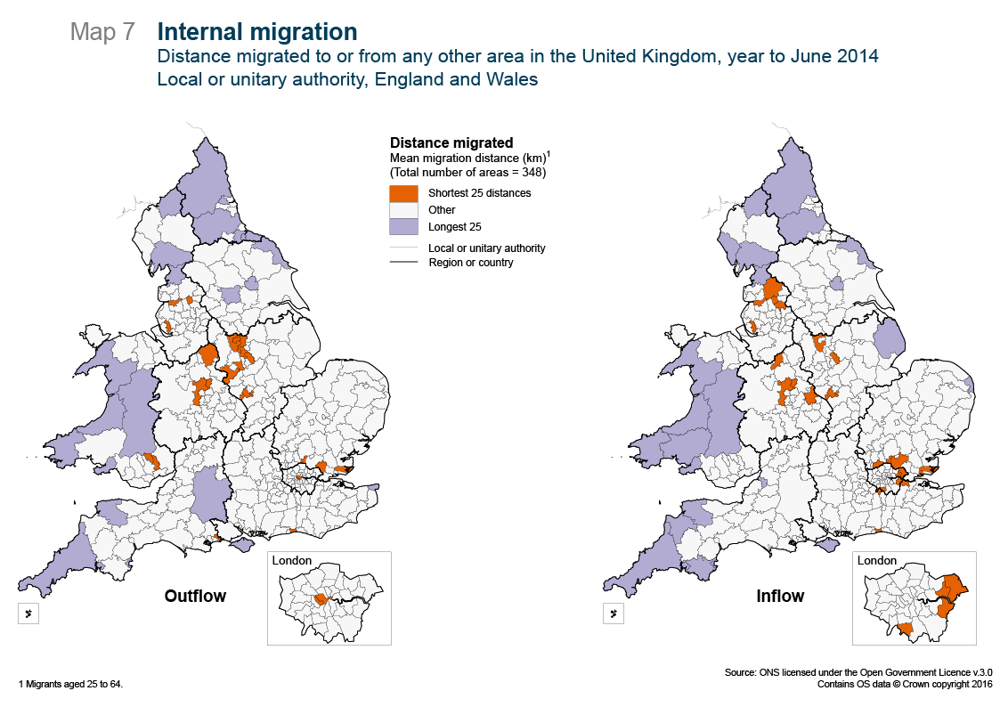 Map 7 Internal migration
Distance migrated to or from any other area in the United Kingdom, year to June 2014
Local or unitary authority, England and Wales
Distance migrated
Mean migration distance (km)1
(Total number of areas = 348)
Shortest 25 distances
Other
Longest 25
Local or unitary authority
Region or country
London
Outflow
London
Inflow
1 Migrants aged 25 to 64.
Source: ONS licensed under the Open Government Licence v.3.0
Contains OS data © Crown copyright 2016